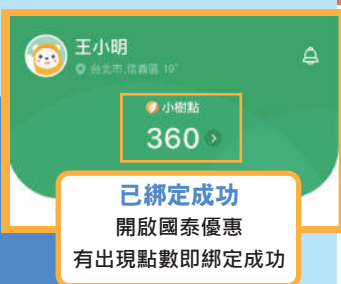 王小明
台北市,信義區 19°
小樹點
360
已綁定成功
開啟國泰優惠
有出現點數即綁定成功